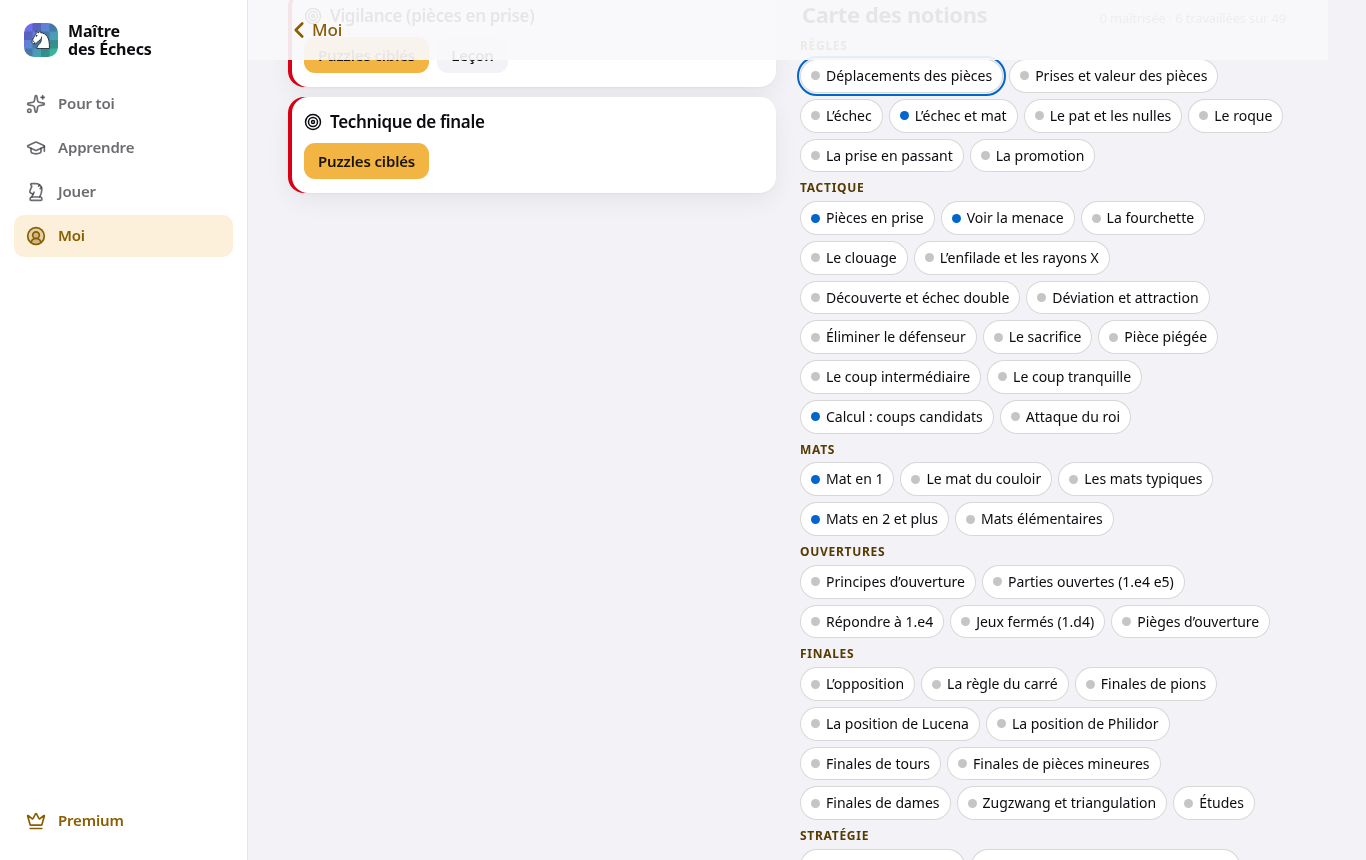 Maître
des Échecs
Pour toi
Apprendre
Jouer
Moi
Premium
Moi
Vigilance (pièces en prise)
Puzzles ciblés
Leçon
Technique de finale
Puzzles ciblés
Carte des notions
0 maîtrisée · 6 travaillées sur 49
RÈGLES
Déplacements des pièces
Prises et valeur des pièces
L’échec
L’échec et mat
Le pat et les nulles
Le roque
La prise en passant
La promotion
TACTIQUE
Pièces en prise
Voir la menace
La fourchette
Le clouage
L’enfilade et les rayons X
Découverte et échec double
Déviation et attraction
Éliminer le défenseur
Le sacrifice
Pièce piégée
Le coup intermédiaire
Le coup tranquille
Calcul : coups candidats
Attaque du roi
MATS
Mat en 1
Le mat du couloir
Les mats typiques
Mats en 2 et plus
Mats élémentaires
OUVERTURES
Principes d’ouverture
Parties ouvertes (1.e4 e5)
Répondre à 1.e4
Jeux fermés (1.d4)
Pièges d’ouverture
FINALES
L’opposition
La règle du carré
Finales de pions
La position de Lucena
La position de Philidor
Finales de tours
Finales de pièces mineures
Finales de dames
Zugzwang et triangulation
Études
STRATÉGIE